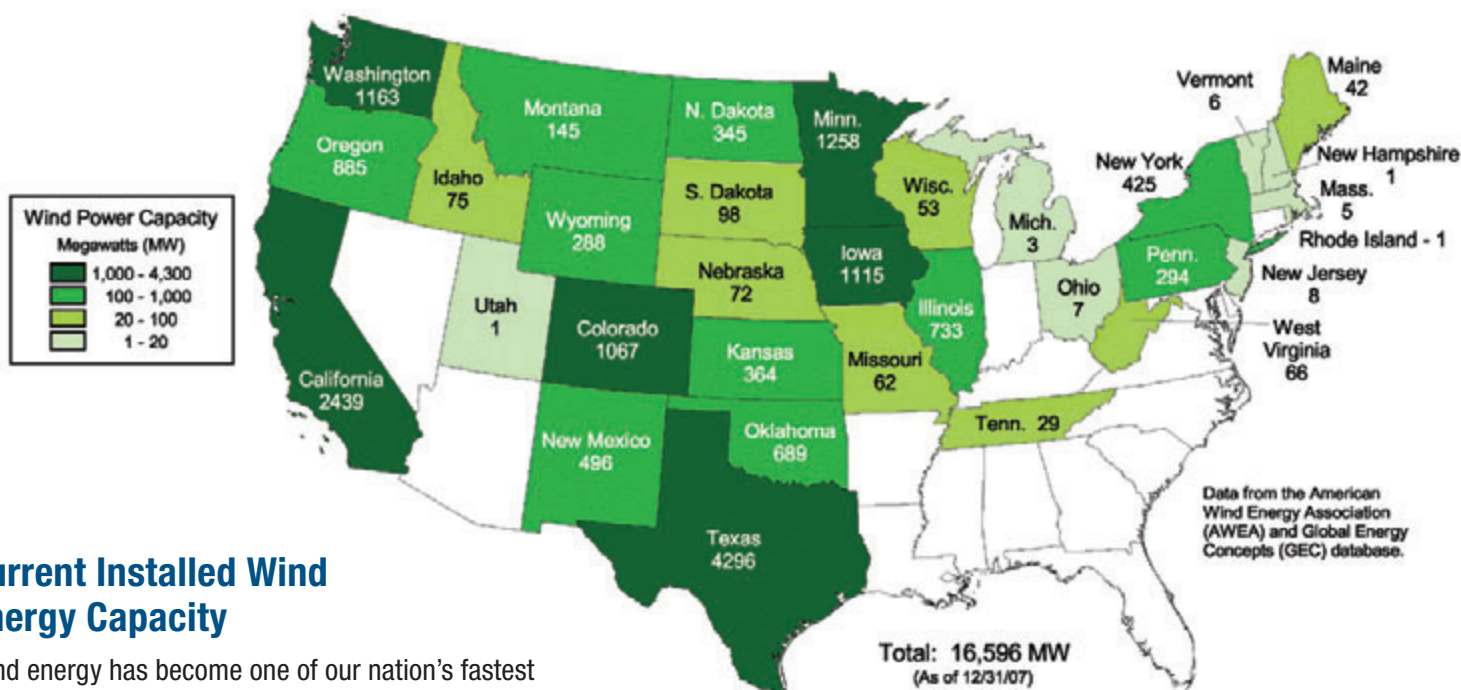 Washington
1163
Oregon
885
California
2439
Idaho
75
Montana
145
Wyoming
288
Utah
1
Colorado
1067
New Mexico
496
N. Dakota
345
S. Dakota
98
Nebraska
72
Kansas
364
Oklahoma
689
Texas
4296
Minn.
1258
Iowa
1115
Missouri
62
Wisc.
53
Illinois
733
Mich.
3
Ohio
7
Tenn. 29
Vermont
6
Maine
42
New York
425
New Hampshire
1
Mass.
5
Rhode Island - 1
Penn.
294
New Jersey
8
West
Virginia
66
Wind Power Capacity
Megawatts (MW)
1,000 - 4,300
100 - 1,000
20 - 100
1 - 20
Data from the American
Wind Energy Association
(AWEA) and Global Energy
Concepts (GEC) database.
Total: 16,596 MW
(As of 12/31/07)
urrent Installed Wind
nergy Capacity
nd energy has become one of our nation's fastest